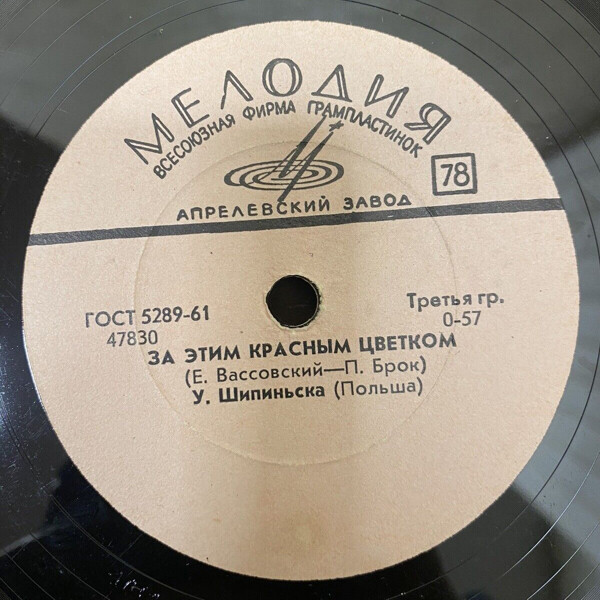 МЕЛОДИЯ
ВСЕСОЮЗНАЯ ФИРМА ГРАМПЛАСТИНОК
78
АПРЕЛЕВСКИЙ ЗАВОД
ГОСТ 5289-61
Третья гр.
47830
0-57
ЗА ЭТИМ КРАСНЫМ ЦВЕТКОМ
(Е. Вассовский—П. Брок)
У. Шипиньска (Польша)